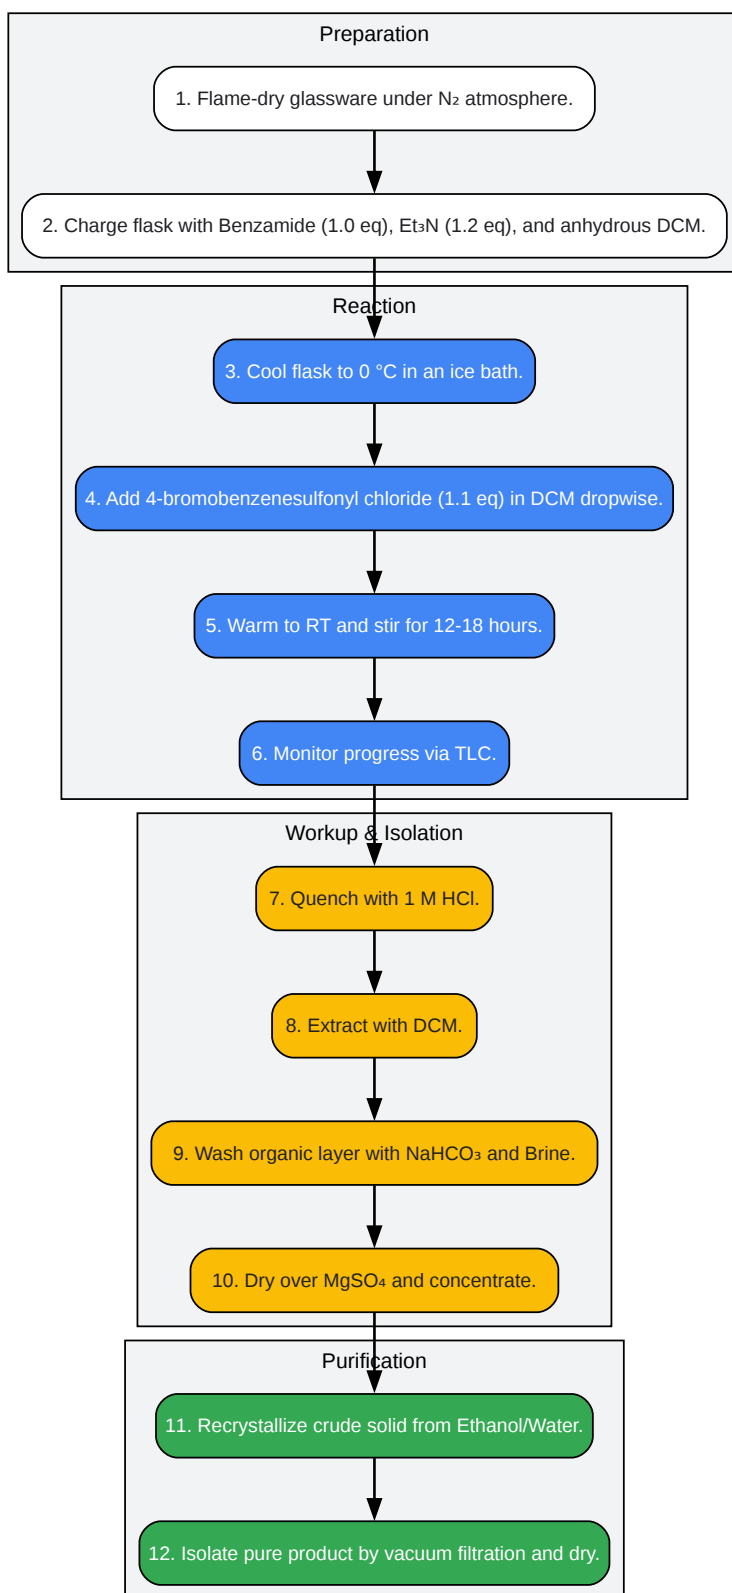 Preparation
1. Flame-dry glassware under N₂ atmosphere.
2. Charge flask with Benzamide (1.0 eq), Et₃N (1.2 eq), and anhydrous DCM.
Reaction
3. Cool flask to 0 °C in an ice bath.
4. Add 4-bromobenzenesulfonyl chloride (1.1 eq) in DCM dropwise.
5. Warm to RT and stir for 12-18 hours.
6. Monitor progress via TLC.
Workup & Isolation
7. Quench with 1 M HCl.
8. Extract with DCM.
9. Wash organic layer with NaHCO₃ and Brine.
10. Dry over MgSO₄ and concentrate.
Purification
11. Recrystallize crude solid from Ethanol/Water.
12. Isolate pure product by vacuum filtration and dry.